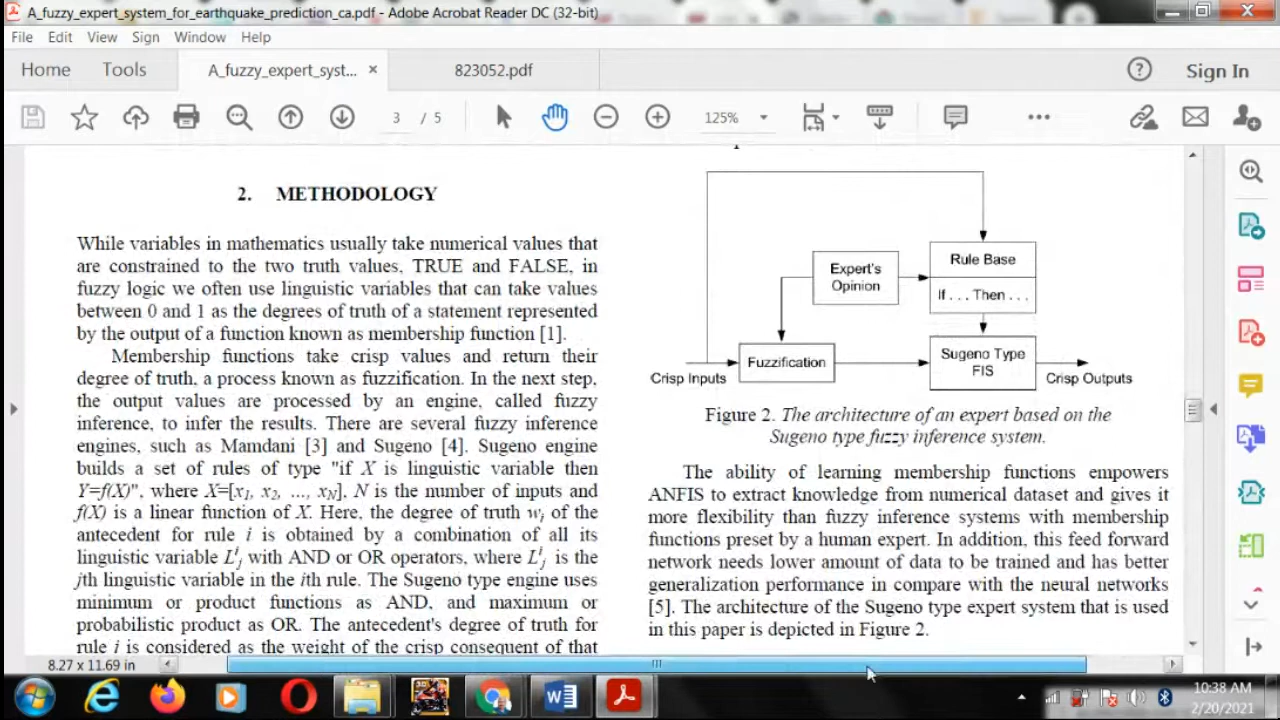 A_fuzzy_expert_system_for_earthquake_prediction_ca.pdf - Adobe Acrobat Reader DC (32-bit)
File Edit View Sign Window Help
Home Tools A_fuzzy_expert_syst... × 823052.pdf Sign In
3 / 5 125%
2. METHODOLOGY
While variables in mathematics usually take numerical values that
are constrained to the two truth values, TRUE and FALSE, in
fuzzy logic we often use linguistic variables that can take values
between 0 and 1 as the degrees of truth of a statement represented
by the output of a function known as membership function [1].
Membership functions take crisp values and return their
degree of truth, a process known as fuzzification. In the next step,
the output values are processed by an engine, called fuzzy
inference, to infer the results. There are several fuzzy inference
engines, such as Mamdani [3] and Sugeno [4]. Sugeno engine
builds a set of rules of type "if X is linguistic variable then
Y=f(X)", where X=[x1, x2, ..., xN], N is the number of inputs and
f(X) is a linear function of X. Here, the degree of truth wi of the
antecedent for rule i is obtained by a combination of all its
linguistic variable Lij with AND or OR operators, where Lij is the
jth linguistic variable in the ith rule. The Sugeno type engine uses
minimum or product functions as AND, and maximum or
probabilistic product as OR. The antecedent's degree of truth for
rule i is considered as the weight of the crisp consequent of that
Expert's
Opinion
Rule Base
If . . . Then . . .
Crisp Inputs
Fuzzification
Sugeno Type
FIS
Crisp Outputs
Figure 2. The architecture of an expert based on the
Sugeno type fuzzy inference system.
The ability of learning membership functions empowers
ANFIS to extract knowledge from numerical dataset and gives it
more flexibility than fuzzy inference systems with membership
functions preset by a human expert. In addition, this feed forward
network needs lower amount of data to be trained and has better
generalization performance in compare with the neural networks
[5]. The architecture of the Sugeno type expert system that is used
in this paper is depicted in Figure 2.
8.27 x 11.69 in
10:38 AM
2/20/2021